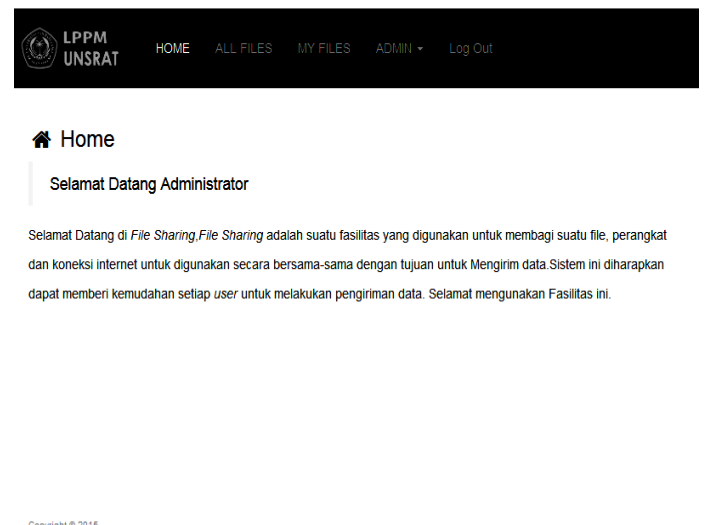 LPPM
UNSRAT
HOME ALL FILES MY FILES ADMIN Log Out
Home
Selamat Datang Administrator
Selamat Datang di File Sharing,File Sharing adalah suatu fasilitas yang digunakan untuk membagi suatu file, perangkat
dan koneksi internet untuk digunakan secara bersama-sama dengan tujuan untuk Mengirim data.Sistem ini diharapkan
dapat memberi kemudahan setiap user untuk melakukan pengiriman data. Selamat mengunakan Fasilitas ini.
Copyright © 2015